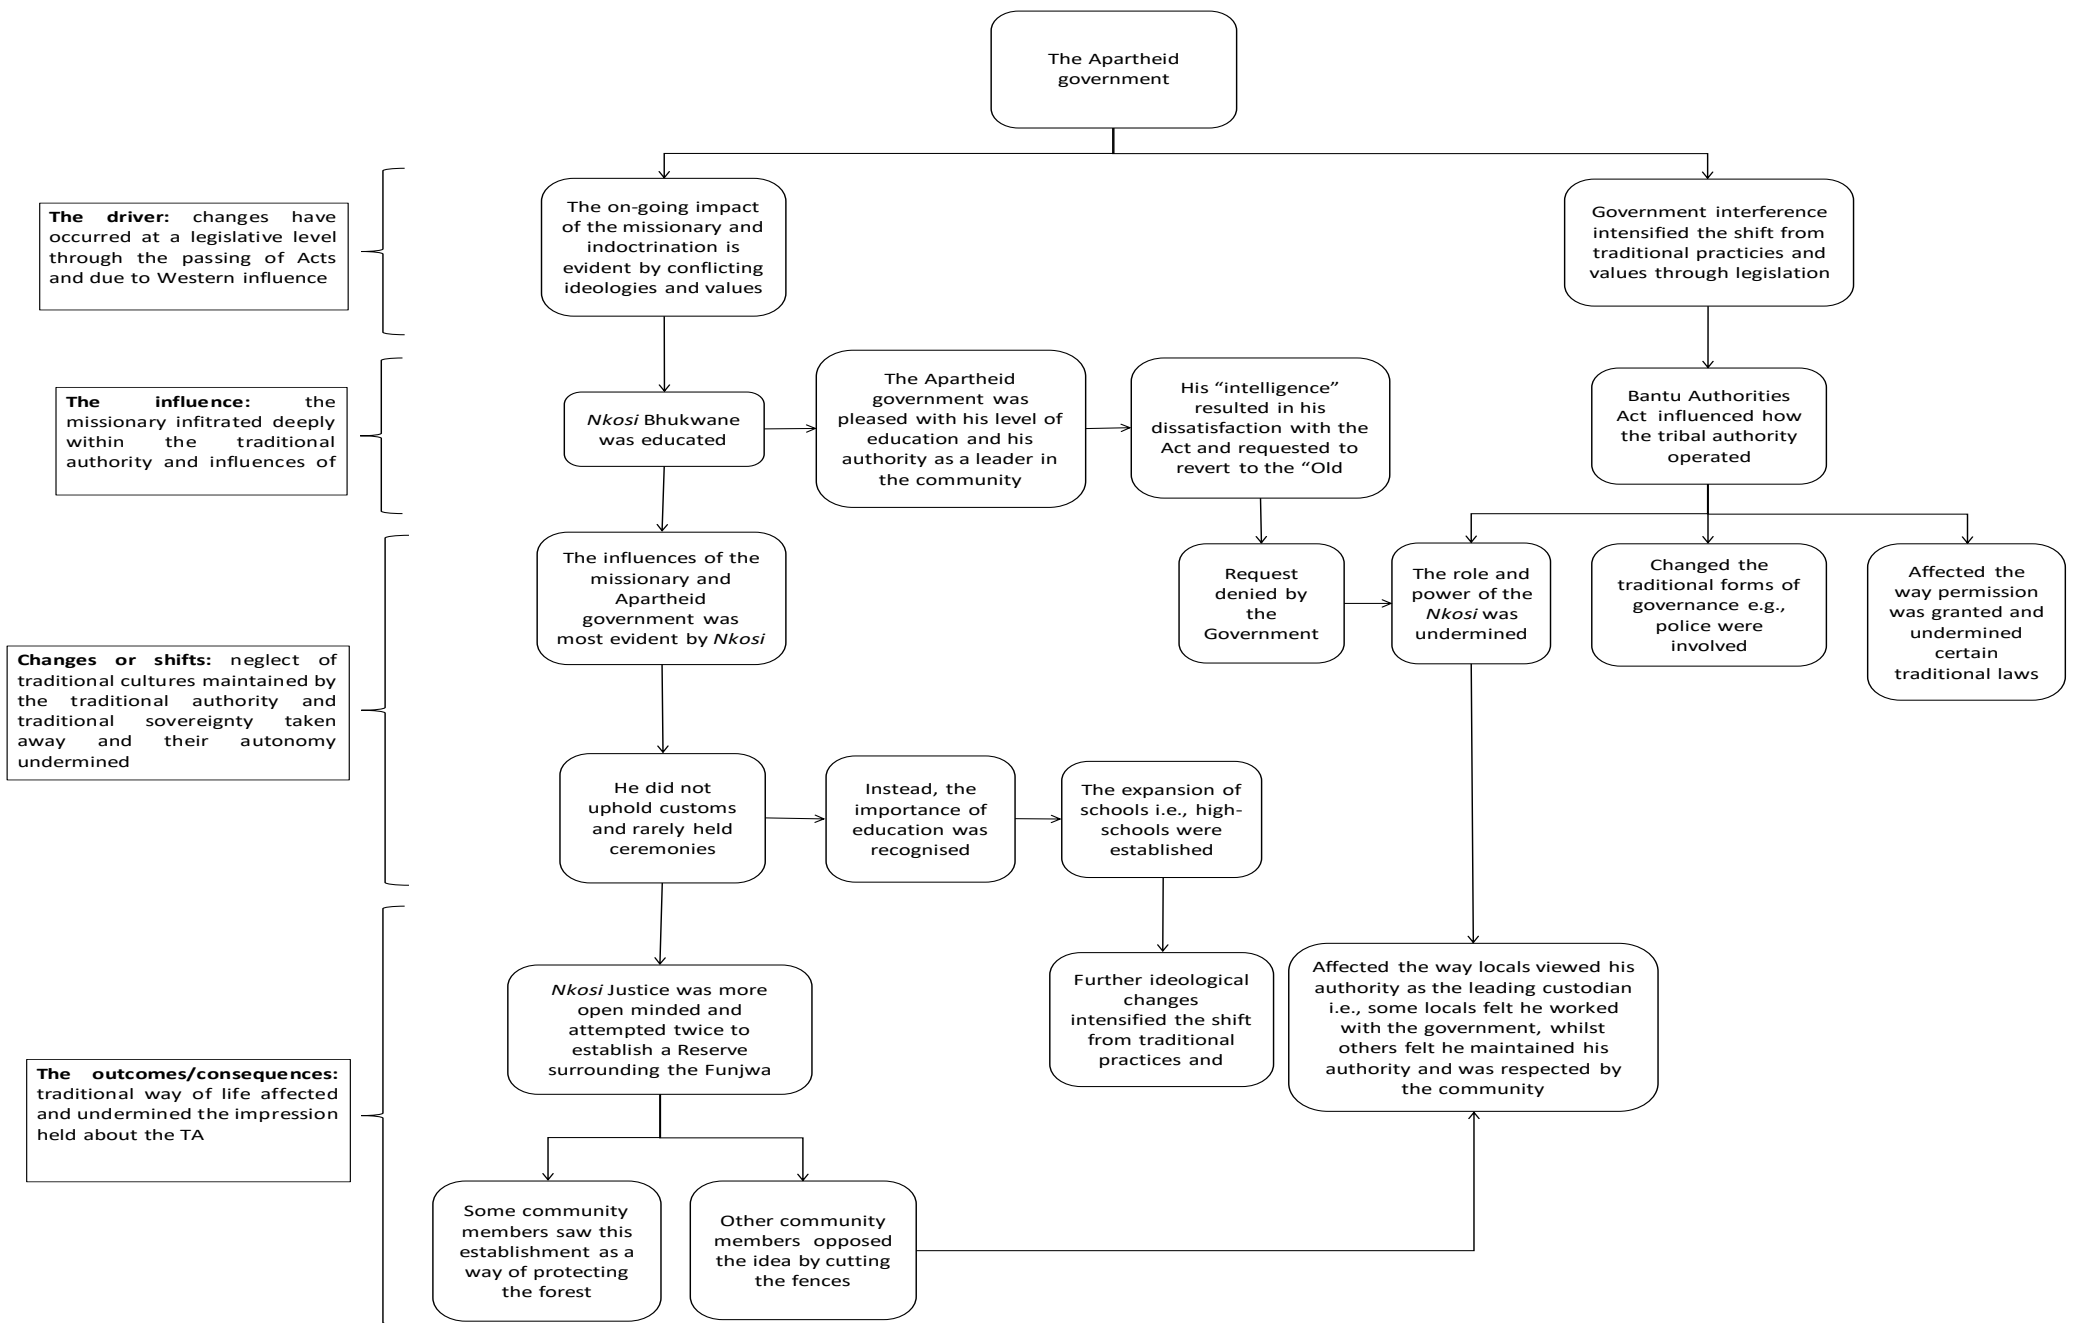 The Apartheid
government
The driver: changes have
occurred at a legislative level
through the passing of Acts
and due to Western influence
The on-going impact
of the missionary and
indoctrination is
evident by conflicting
ideologies and values
Government interference
intensified the shift from
traditional practicies and
values through legislation
The influence: the
missionary infitrated deeply
within the traditional
authority and influences of
Nkosi Bhukwane
was educated
The Apartheid
government was
pleased with his level of
education and his
authority as a leader in
the community
His “intelligence”
resulted in his
dissatisfaction with the
Act and requested to
revert to the “Old
Bantu Authorities
Act influenced how
the tribal authority
operated
Changes or shifts: neglect of
traditional cultures maintained by
the traditional authority and
traditional sovereignty taken
away and their autonomy
undermined
The influences of the
missionary and
Apartheid
government was
most evident by Nkosi
Request
denied by
the
Government
The role and
power of the
Nkosi was
undermined
Changed the
traditional forms of
governance e.g.,
police were
involved
Affected the
way permission
was granted and
undermined
certain
traditional laws
He did not
uphold customs
and rarely held
ceremonies
Instead, the
importance of
education was
recognised
The expansion of
schools i.e., high-
schools were
established
The outcomes/consequences:
traditional way of life affected
and undermined the impression
held about the TA
Nkosi Justice was more
open minded and
attempted twice to
establish a Reserve
surrounding the Funjwa
Further ideological
changes
intensified the shift
from traditional
practices and
Affected the way locals viewed his
authority as the leading custodian
i.e., some locals felt he worked
with the government, whilst
others felt he maintained his
authority and was respected by
the community
Some community
members saw this
establishment as a
way of protecting
the forest
Other community
members opposed
the idea by cutting
the fences